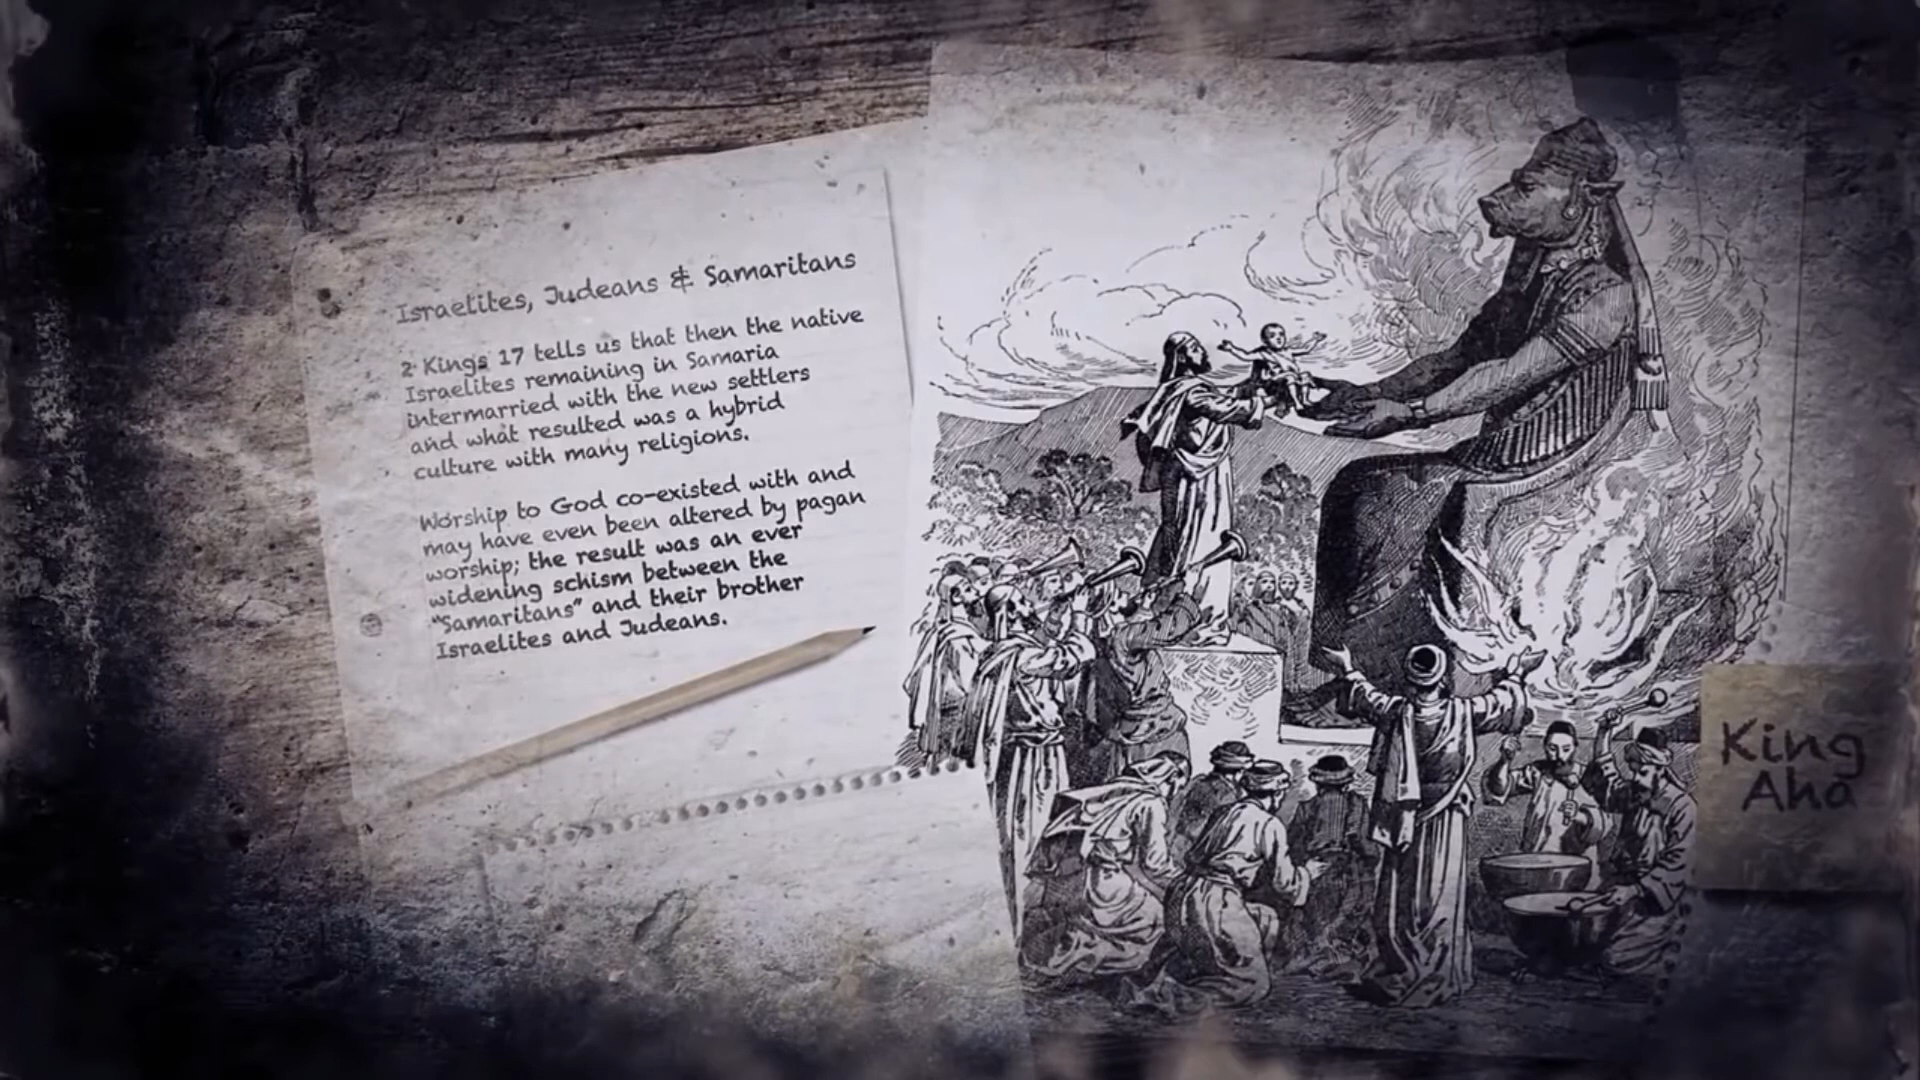 Israelites, Judeans & Samaritans
2 Kings 17 tells us that then the native
Israelites remaining in Samaria
intermarried with the new settlers
and what resulted was a hybrid
culture with many religions.
Worship to God co-existed with and
may have even been altered by pagan
worship; the result was an ever
widening schism between the
"Samaritans" and their brother
Israelites and Judeans.
King
Aha